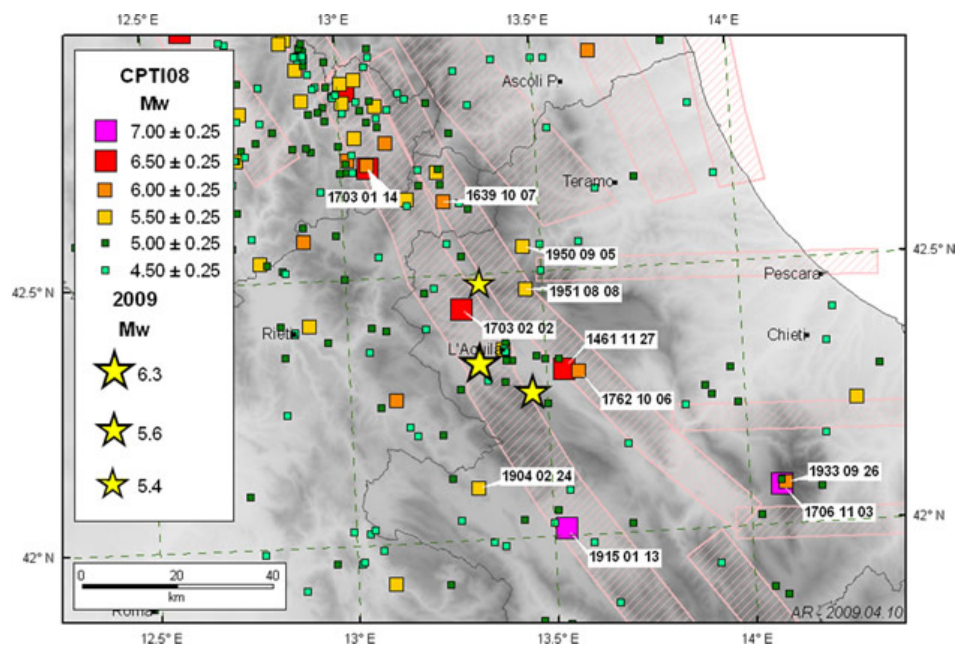 12.5° E
13° E
13.5° E
14° E
CPTI08
Mw
7.00 ± 0.25
6.50 ± 0.25
6.00 ± 0.25
5.50 ± 0.25
5.00 ± 0.25
4.50 ± 0.25
2009
Mw
6.3
5.6
5.4
0 20 40
km
Ascoli P
Teramo
1703 01 14
1639 10 07
1950 09 05
42.5° N
Pescara
42.5° N
1951 08 08
Rieti
1703 02 02
1461 11 27
Chieti
L'Aquila
1762 10 06
1904 02 24
1933 09 26
1706 11 03
42° N
1915 01 13
42° N
Roma
AR - 2009.04.10
12.5° E
13° E
13.5° E
14° E